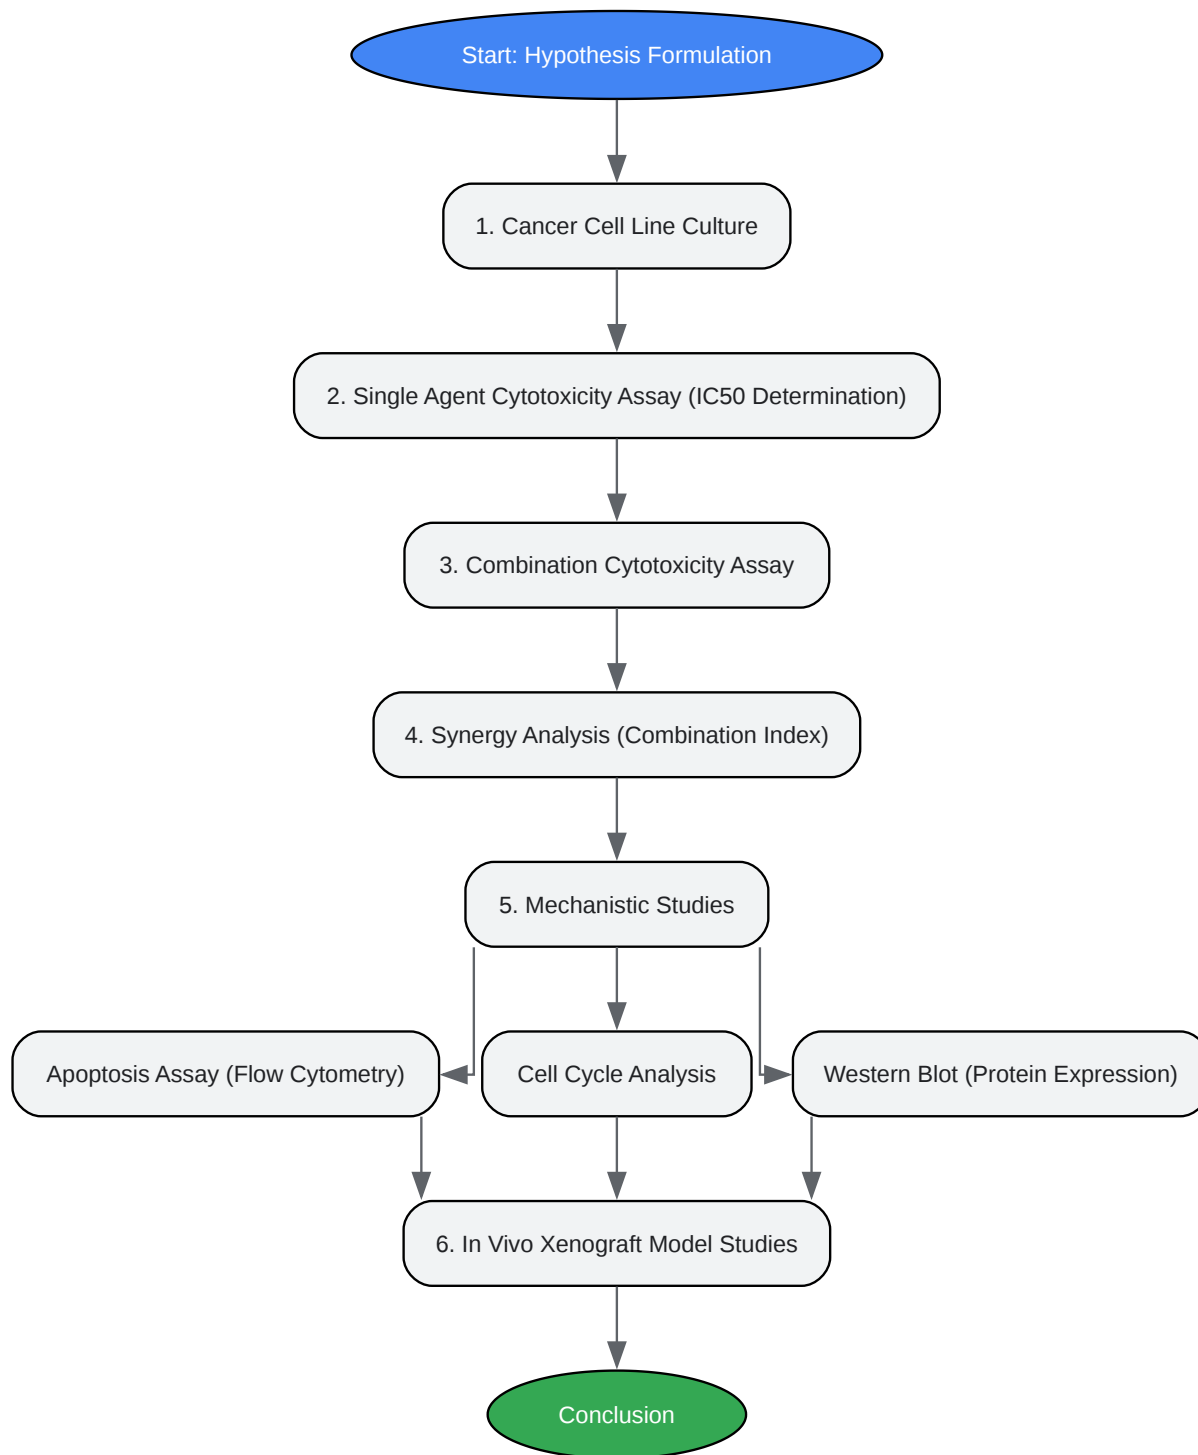 Start: Hypothesis Formulation
1. Cancer Cell Line Culture
2. Single Agent Cytotoxicity Assay (IC50 Determination)
3. Combination Cytotoxicity Assay
4. Synergy Analysis (Combination Index)
5. Mechanistic Studies
Apoptosis Assay (Flow Cytometry)
Cell Cycle Analysis
Western Blot (Protein Expression)
6. In Vivo Xenograft Model Studies
Conclusion